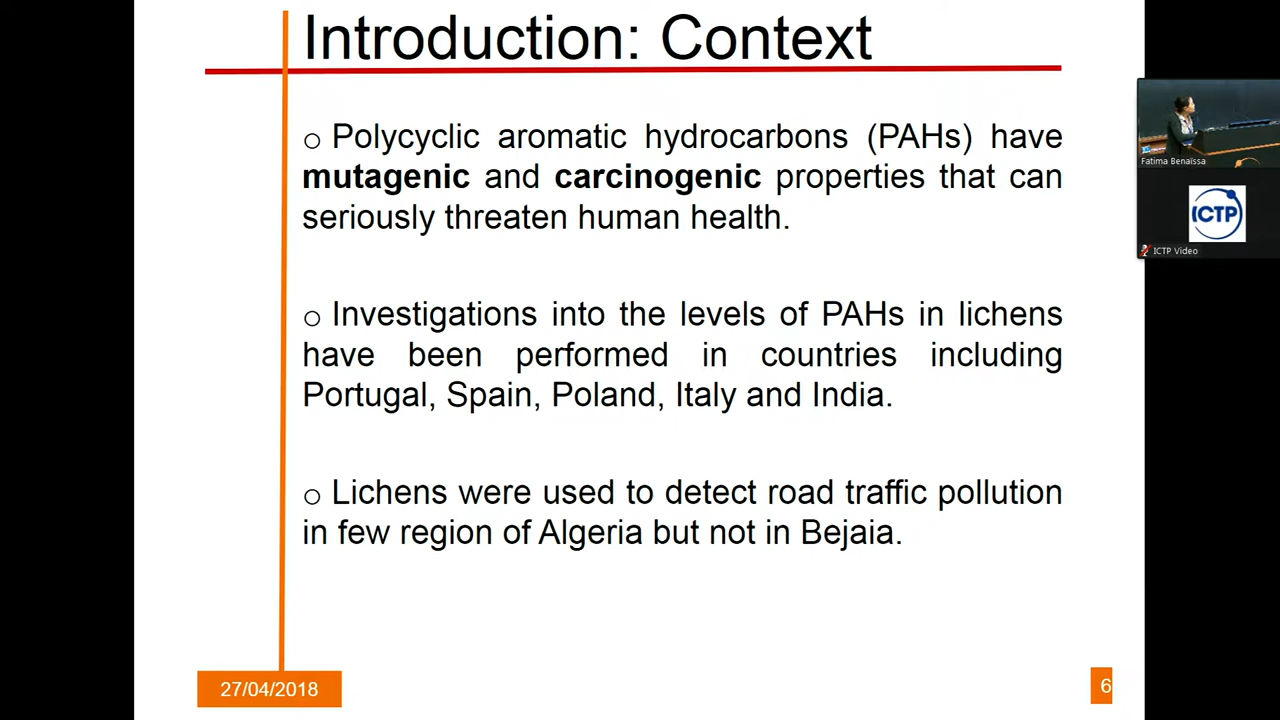 Introduction: Context
o Polycyclic aromatic hydrocarbons (PAHs) have
mutagenic and carcinogenic properties that can
seriously threaten human health.
o Investigations into the levels of PAHs in lichens
have been performed in countries including
Portugal, Spain, Poland, Italy and India.
o Lichens were used to detect road traffic pollution
in few region of Algeria but not in Bejaia.
27/04/2018
6
Fatima Benaïssa
ICTP
ICTP Video